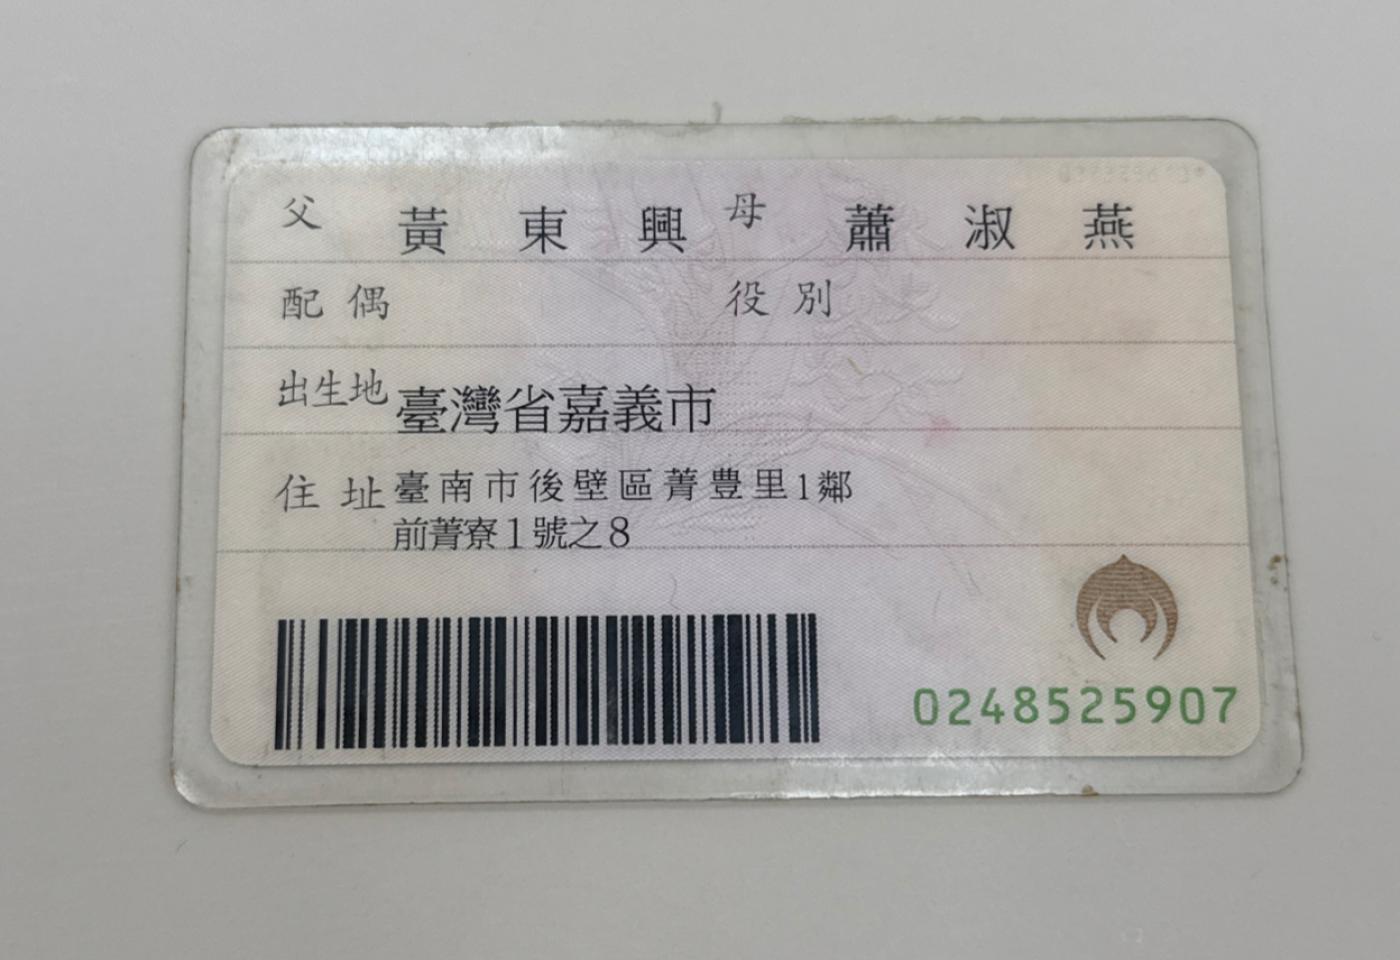 父 黃東興 母 蕭淑燕
配偶 役別
出生地 臺灣省嘉義市
住址 臺南市後壁區菁豊里1鄰
前菁寮1號之8
0248525907